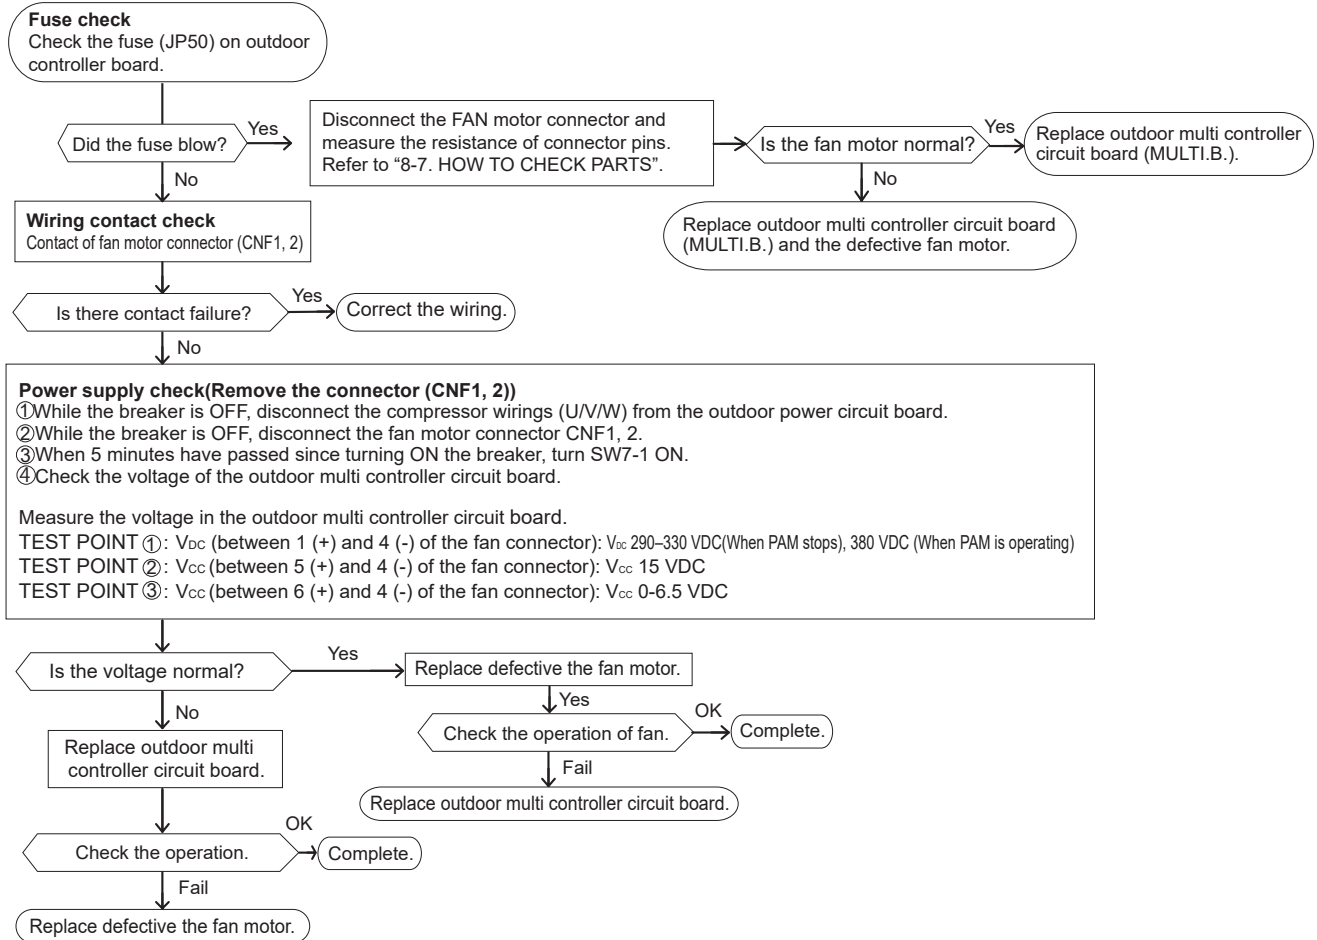 Fuse check
Check the fuse (JP50) on outdoor
controller board.
Did the fuse blow?
Yes
Disconnect the FAN motor connector and
measure the resistance of connector pins.
Refer to “8-7. HOW TO CHECK PARTS”.
Is the fan motor normal?
Yes
Replace outdoor multi controller
circuit board (MULTI.B.).
No
Replace outdoor multi controller circuit board
(MULTI.B.) and the defective fan motor.
No
Wiring contact check
Contact of fan motor connector (CNF1, 2)
Is there contact failure?
Yes
Correct the wiring.
No
Power supply check(Remove the connector (CNF1, 2))
①While the breaker is OFF, disconnect the compressor wirings (U/V/W) from the outdoor power circuit board.
②While the breaker is OFF, disconnect the fan motor connector CNF1, 2.
③When 5 minutes have passed since turning ON the breaker, turn SW7-1 ON.
④Check the voltage of the outdoor multi controller circuit board.
Measure the voltage in the outdoor multi controller circuit board.
TEST POINT ①: VDC (between 1 (+) and 4 (-) of the fan connector): VDC 290–330 VDC(When PAM stops), 380 VDC (When PAM is operating)
TEST POINT ②: VCC (between 5 (+) and 4 (-) of the fan connector): VCC 15 VDC
TEST POINT ③: VCC (between 6 (+) and 4 (-) of the fan connector): VCC 0-6.5 VDC
Is the voltage normal?
Yes
Replace defective the fan motor.
Yes
Check the operation of fan.
OK
Complete.
Fail
Replace outdoor multi controller circuit board.
No
Replace outdoor multi
controller circuit board.
Check the operation.
OK
Complete.
Fail
Replace defective the fan motor.